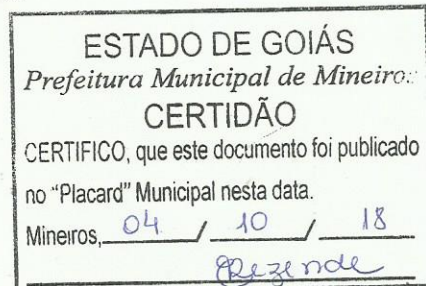 ESTADO DE GOIÁS
Prefeitura Municipal de Mineiros
CERTIDÃO
CERTIFICO, que este documento foi publicado
no "Placard" Municipal nesta data.
Mineiros, 04 / 10 / 18
Rezende